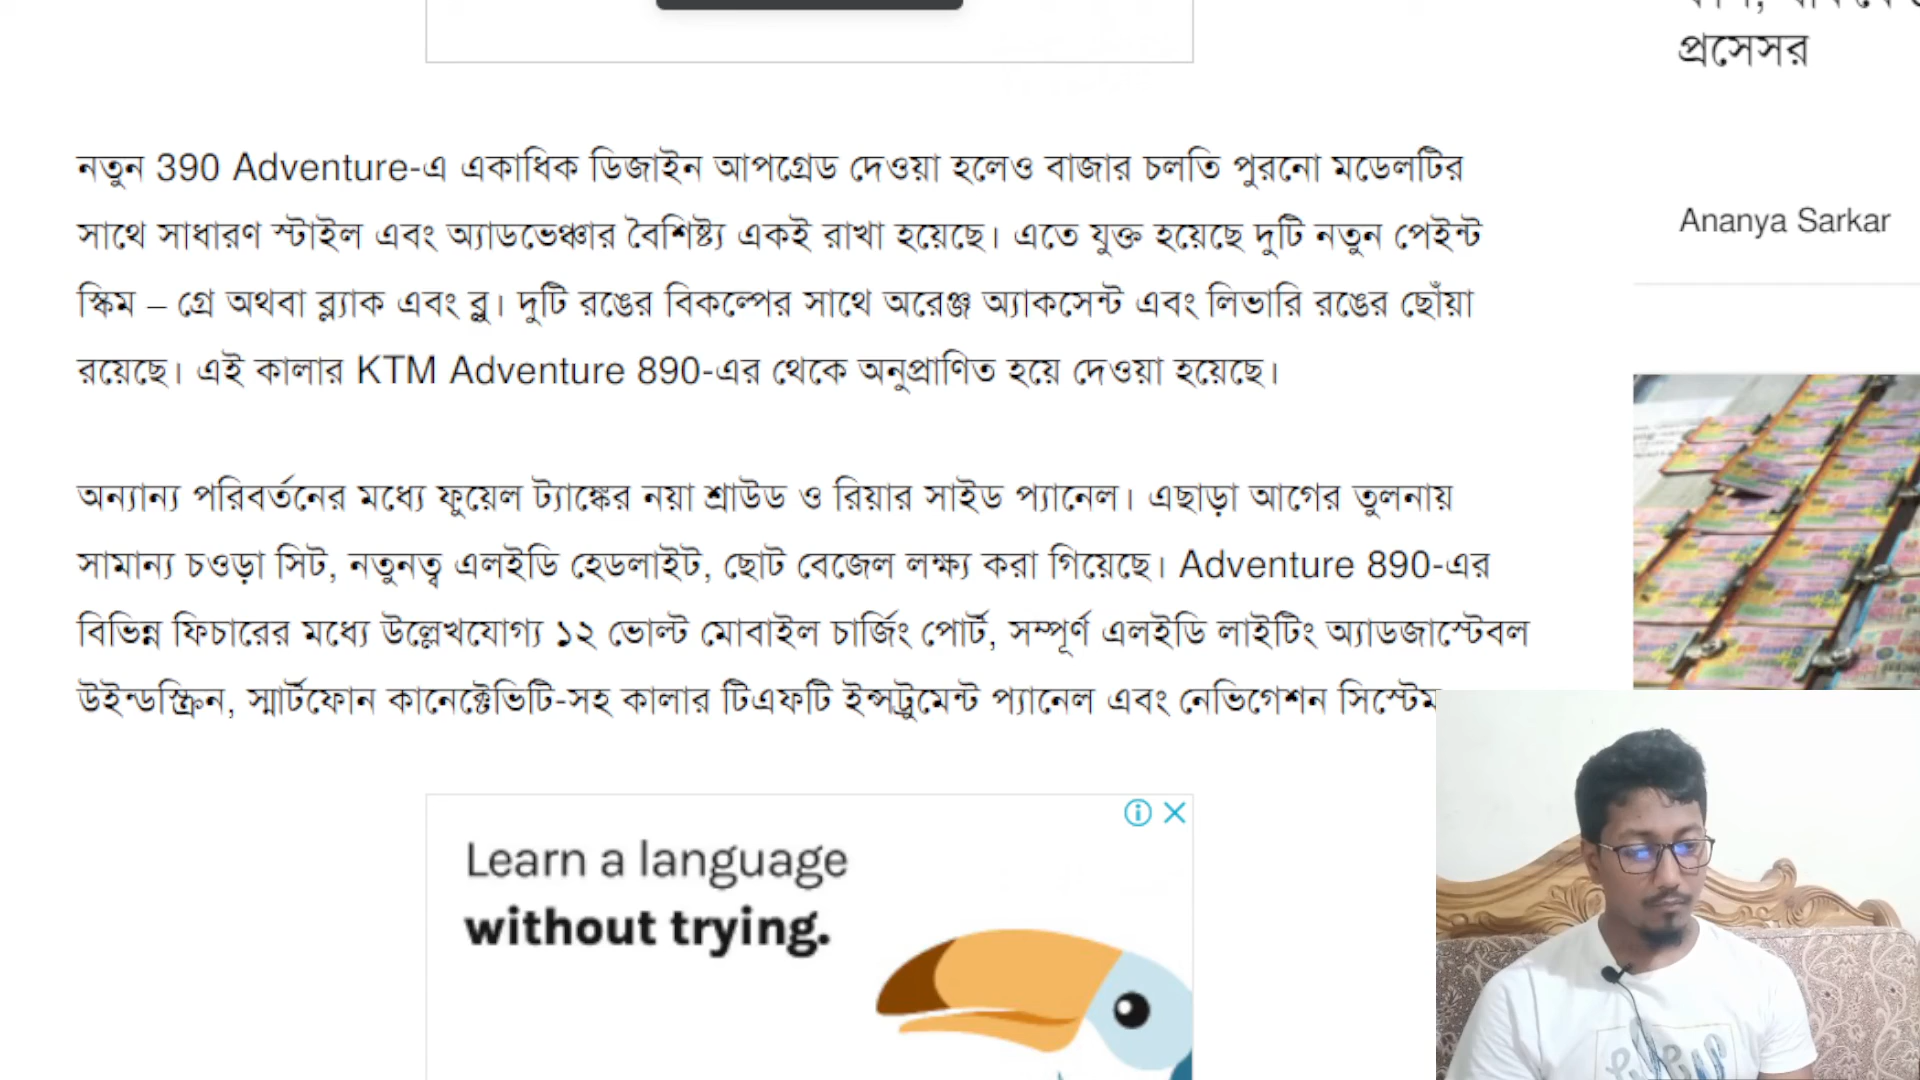 প্রসেসর
নতুন 390 Adventure-এ একাধিক ডিজাইন আপগ্রেড দেওয়া হলেও বাজার চলতি পুরনো মডেলটির
সাথে সাধারণ স্টাইল এবং অ্যাডভেঞ্চার বৈশিষ্ট্য একই রাখা হয়েছে। এতে যুক্ত হয়েছে দুটি নতুন পেইন্ট
স্কিম – গ্রে অথবা ব্ল্যাক এবং ব্লু। দুটি রঙের বিকল্পের সাথে অরেঞ্জ অ্যাকসেন্ট এবং লিভারি রঙের ছোঁয়া
রয়েছে। এই কালার KTM Adventure 890-এর থেকে অনুপ্রাণিত হয়ে দেওয়া হয়েছে।
Ananya Sarkar
অন্যান্য পরিবর্তনের মধ্যে ফুয়েল ট্যাঙ্কের নয়া শ্রাউড ও রিয়ার সাইড প্যানেল। এছাড়া আগের তুলনায়
সামান্য চওড়া সিট, নতুনত্ব এলইডি হেডলাইট, ছোট বেজেল লক্ষ্য করা গিয়েছে। Adventure 890-এর
বিভিন্ন ফিচারের মধ্যে উল্লেখযোগ্য ১২ ভোল্ট মোবাইল চার্জিং পোর্ট, সম্পূর্ণ এলইডি লাইটিং অ্যাডজাস্টেবল
উইন্ডস্ক্রিন, স্মার্টফোন কানেক্টেভিটি-সহ কালার টিএফটি ইন্সট্রুমেন্ট প্যানেল এবং নেভিগেশন সিস্টেম
Learn a language
without trying.